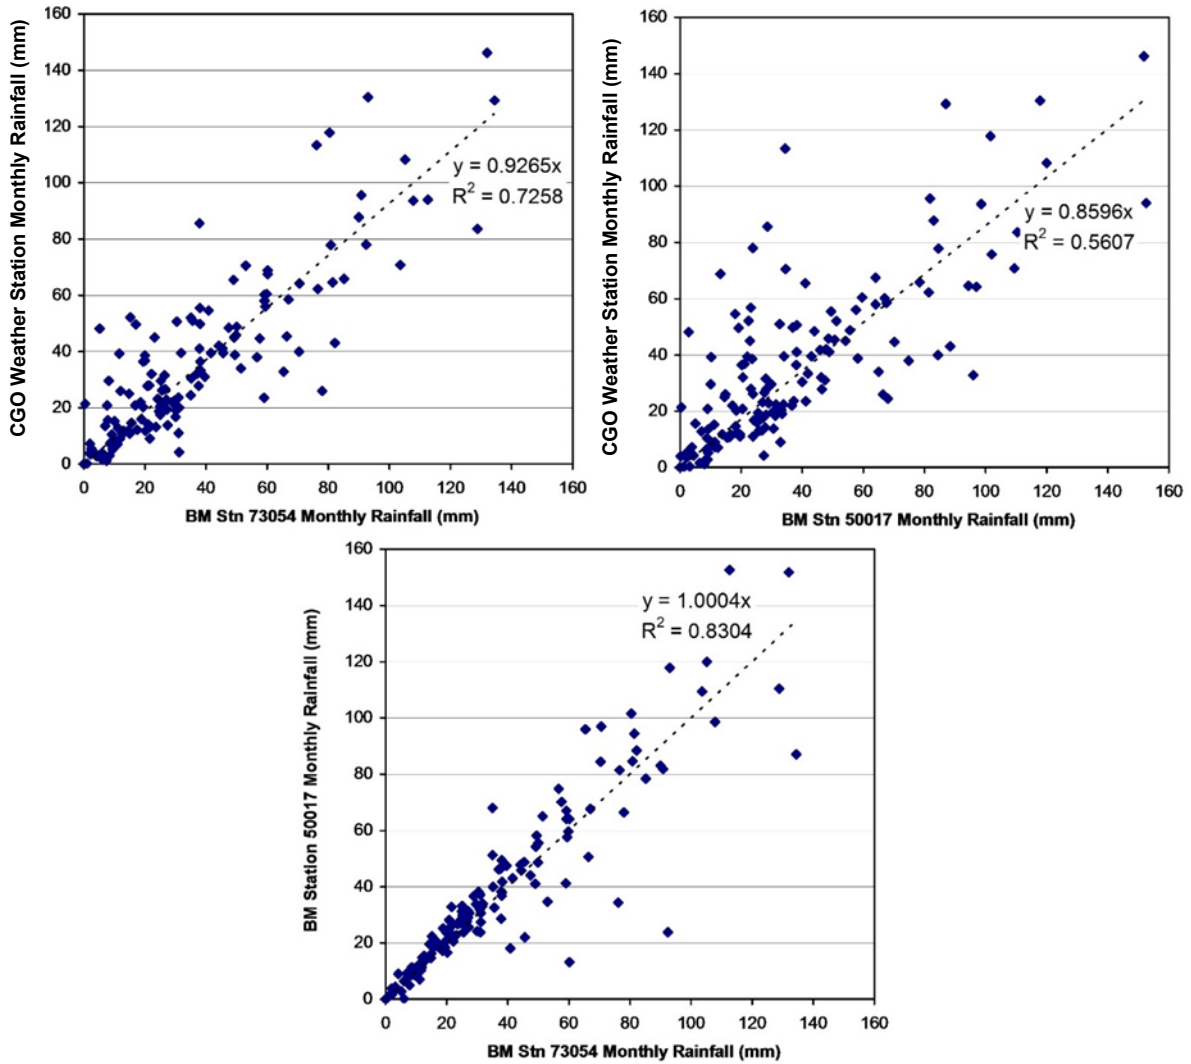 CGO Weather Station Monthly Rainfall (mm)
160
140
120
100
80
60
40
20
0
y = 0.9265x
R² = 0.7258
0 20 40 60 80 100 120 140 160
BM Stn 73054 Monthly Rainfall (mm)
CGO Weather Station Monthly Rainfall (mm)
160
140
120
100
80
60
40
20
0
y = 0.8596x
R² = 0.5607
0 20 40 60 80 100 120 140 160
BM Stn 50017 Monthly Rainfall (mm)
BM Station 50017 Monthly Rainfall (mm)
160
140
120
100
80
60
40
20
0
y = 1.0004x
R² = 0.8304
0 20 40 60 80 100 120 140 160
BM Stn 73054 Monthly Rainfall (mm)